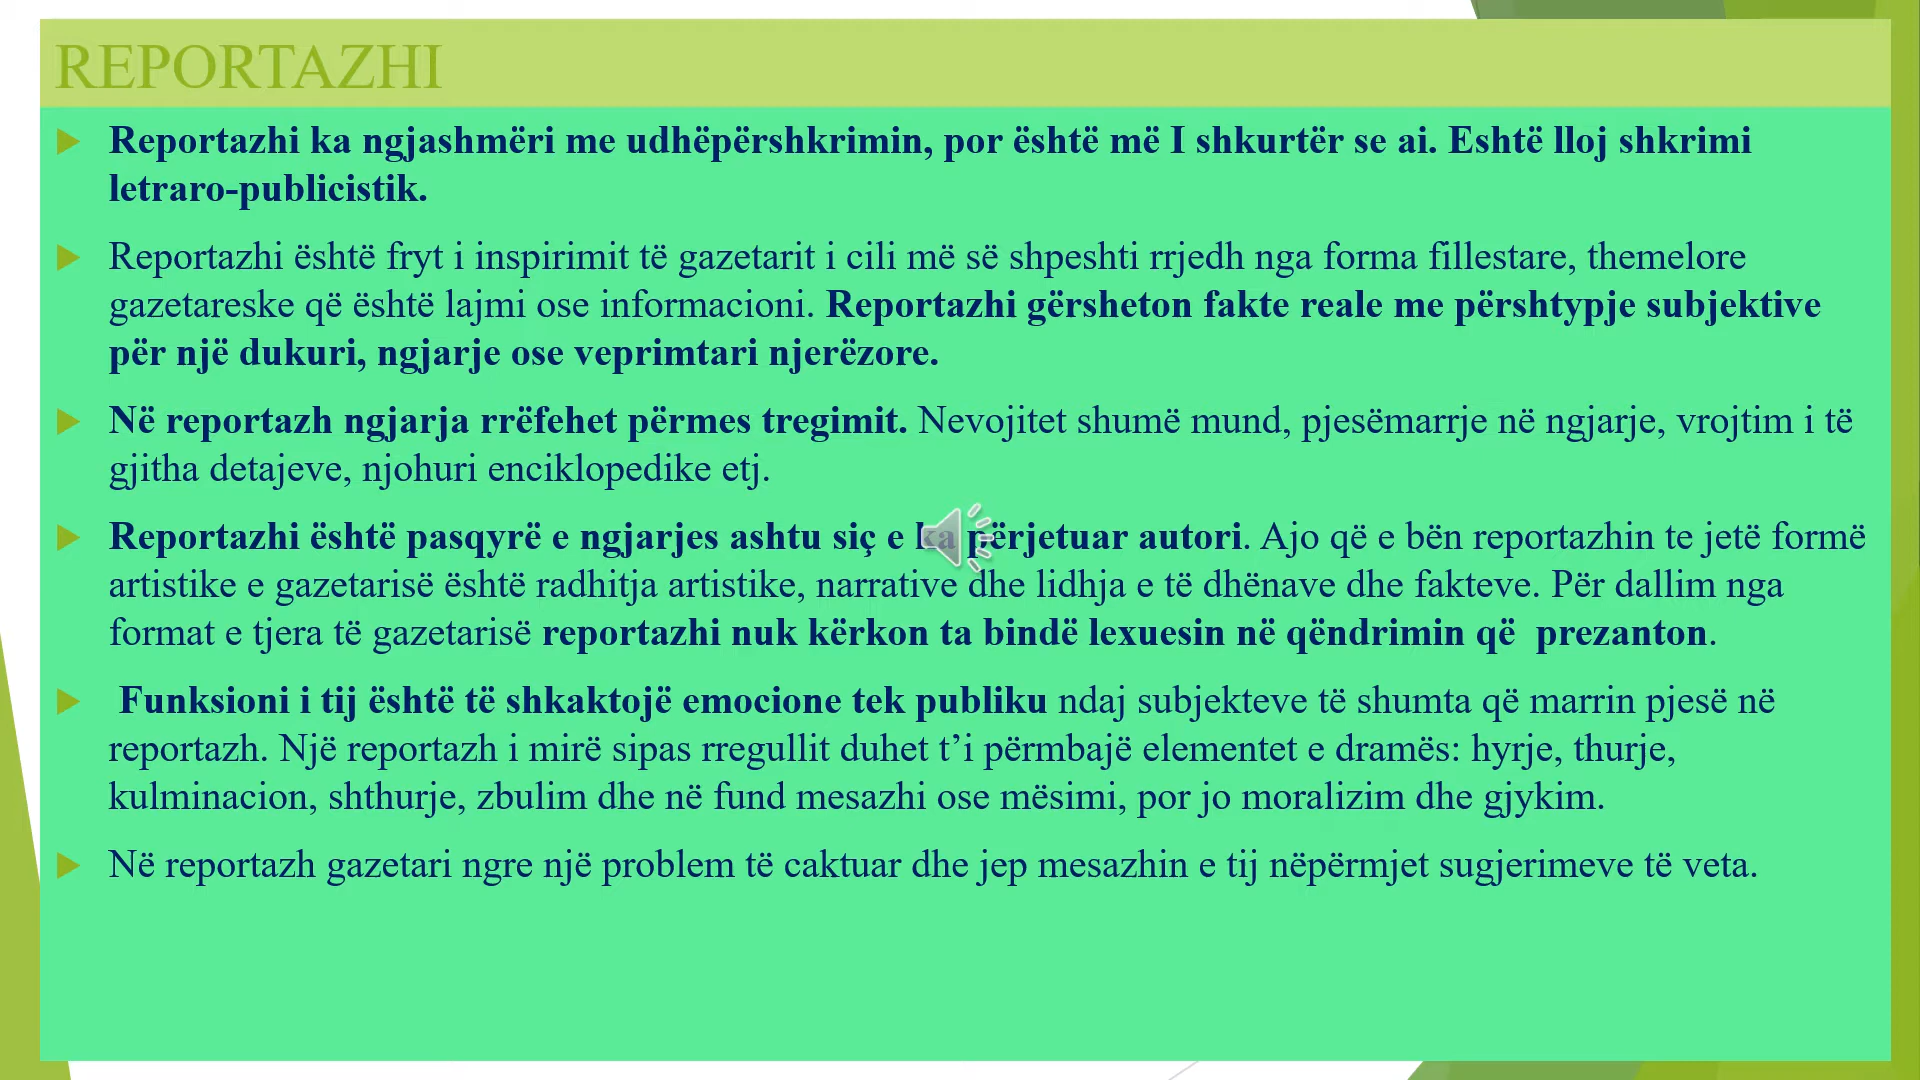 REPORTAZHI
Reportazhi ka ngjashmëri me udhëpërshkrimin, por është më I shkurtër se ai. Eshtë lloj shkrimi
letraro-publicistik.
Reportazhi është fryt i inspirimit të gazetarit i cili më së shpeshti rrjedh nga forma fillestare, themelore
gazetareske që është lajmi ose informacioni. Reportazhi gërsheton fakte reale me përshtypje subjektive
për një dukuri, ngjarje ose veprimtari njerëzore.
Në reportazh ngjarja rrëfehet përmes tregimit. Nevojitet shumë mund, pjesëmarrje në ngjarje, vrojtim i të
gjitha detajeve, njohuri enciklopedike etj.
Reportazhi është pasqyrë e ngjarjes ashtu siç e ka përjetuar autori. Ajo që e bën reportazhin te jetë formë
artistike e gazetarisë është radhitja artistike, narrative dhe lidhja e të dhënave dhe fakteve. Për dallim nga
format e tjera të gazetarisë reportazhi nuk kërkon ta bindë lexuesin në qëndrimin që prezanton.
Funksioni i tij është të shkaktojë emocione tek publiku ndaj subjekteve të shumta që marrin pjesë në
reportazh. Një reportazh i mirë sipas rregullit duhet t’i përmbajë elementet e dramës: hyrje, thurje,
kulminacion, shthurje, zbulim dhe në fund mesazhi ose mësimi, por jo moralizim dhe gjykim.
Në reportazh gazetari ngre një problem të caktuar dhe jep mesazhin e tij nëpërmjet sugjerimeve të veta.